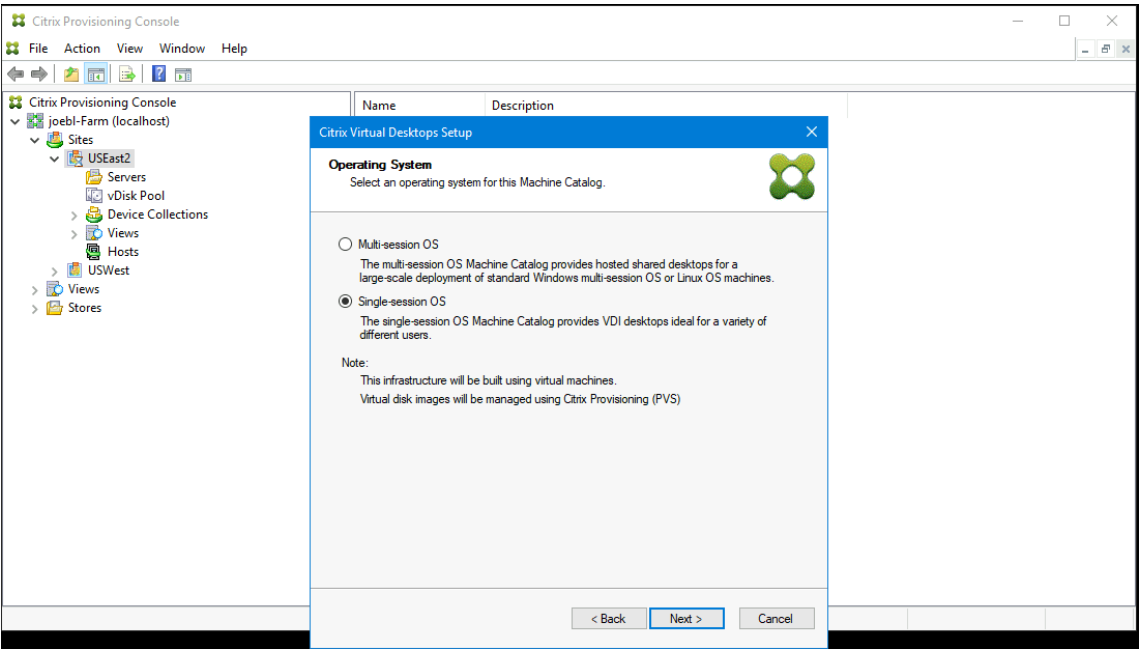 Citrix Provisioning Console
File Action View Window Help
Citrix Provisioning Console
joebl-Farm (localhost)
Sites
USEast2
Servers
vDisk Pool
Device Collections
Views
Hosts
USWest
Views
Stores
Name Description
Citrix Virtual Desktops Setup
Operating System
Select an operating system for this Machine Catalog.
Multi-session OS
The multi-session OS Machine Catalog provides hosted shared desktops for a
large-scale deployment of standard Windows multi-session OS or Linux OS machines.
Single-session OS
The single-session OS Machine Catalog provides VDI desktops ideal for a variety of
different users.
Note:
This infrastructure will be built using virtual machines.
Virtual disk images will be managed using Citrix Provisioning (PVS)
< Back Next > Cancel